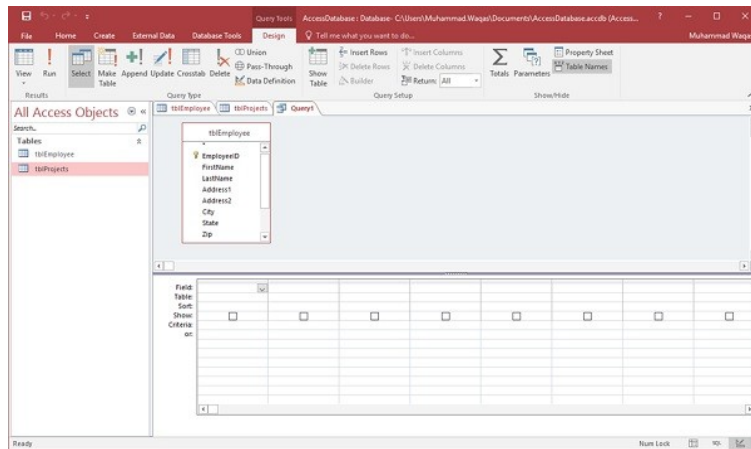 Query Tools
AccessDatabase : Database- C:\Users\Muhammad.Waqas\Documents\AccessDatabase.accdb (Acces...
?
File
Home
Create
External Data
Database Tools
Design
Tell me what you want to do...
Muhammad Waqas
View
Run
Select
Make Table
Append
Update
Crosstab
Delete
Union
Pass-Through
Data Definition
Show Table
Insert Rows
Delete Rows
Builder
Insert Columns
Delete Columns
Return: All
Totals
Parameters
Property Sheet
Table Names
Results
Query Type
Query Setup
Show/Hide
All Access Objects
Search...
Tables
tblEmployee
tblProjects
tblEmployee
tblProjects
Query1
tblEmployee
*
EmployeeID
FirstName
LastName
Address1
Address2
City
State
Zip
Field:
Table:
Sort:
Show:
Criteria:
or:
Ready
Num Lock
SQL